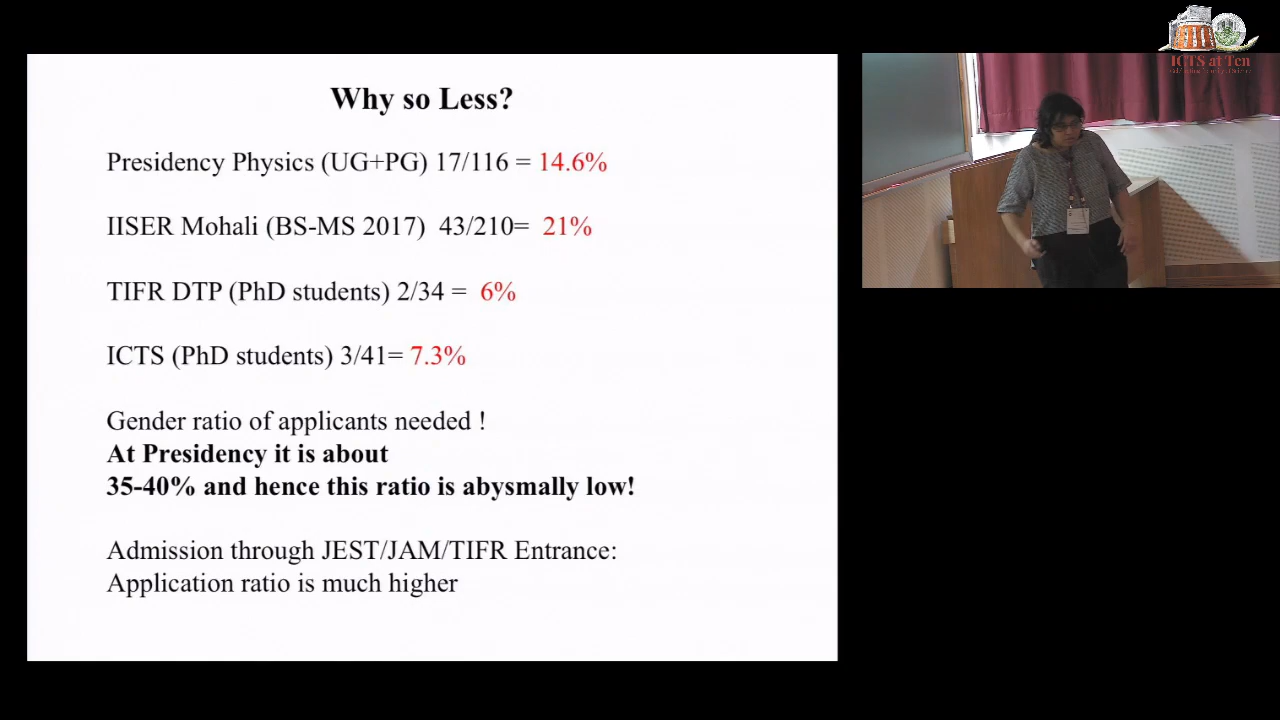 Why so Less?
Presidency Physics (UG+PG) 17/116 = 14.6%
IISER Mohali (BS-MS 2017) 43/210= 21%
TIFR DTP (PhD students) 2/34 = 6%
ICTS (PhD students) 3/41= 7.3%
Gender ratio of applicants needed !
At Presidency it is about
35-40% and hence this ratio is abysmally low!
Admission through JEST/JAM/TIFR Entrance:
Application ratio is much higher
ICTS at Ten